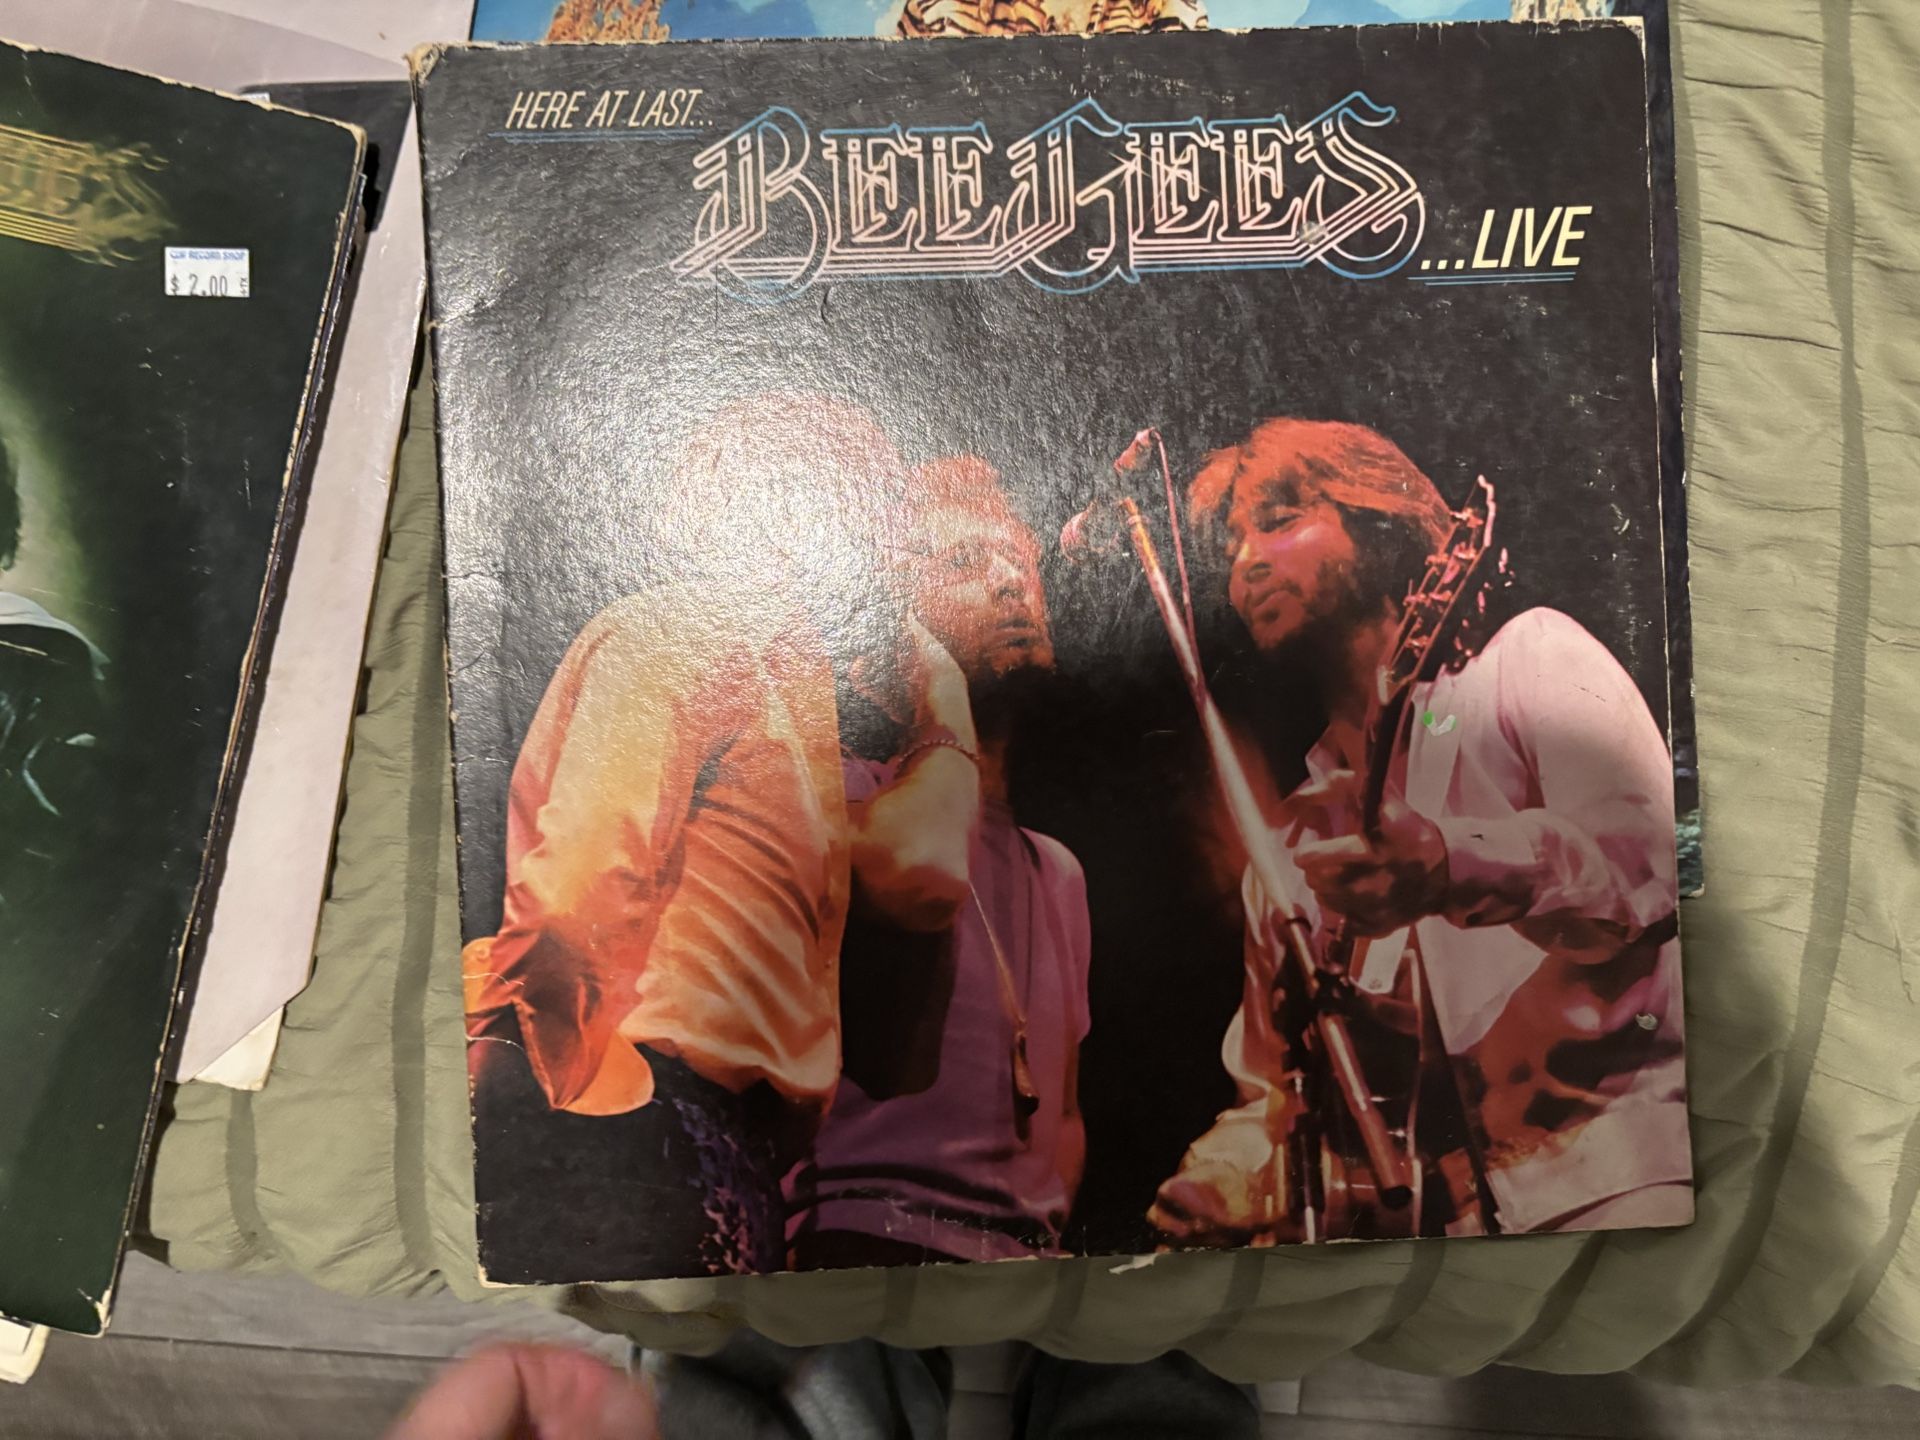 HERE AT LAST...
BEE GEES
...LIVE
$ 2.00